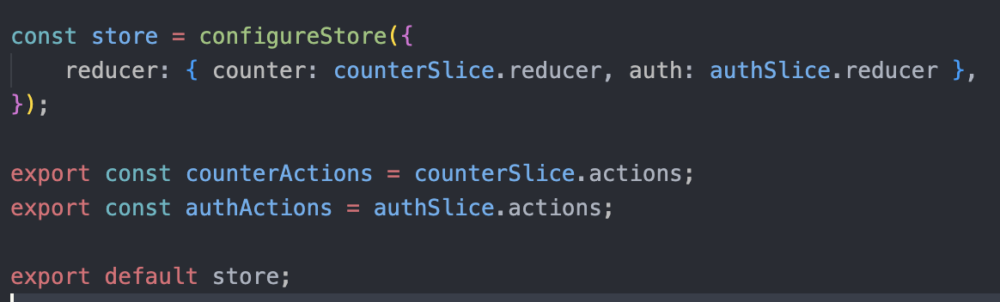 const store = configureStore({
    reducer: { counter: counterSlice.reducer, auth: authSlice.reducer },
});

export const counterActions = counterSlice.actions;
export const authActions = authSlice.actions;

export default store;